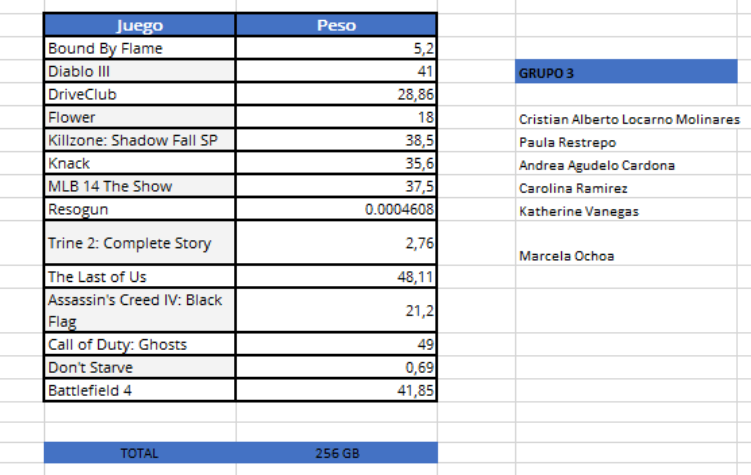 Juego Peso
Bound By Flame 5,2
Diablo III 41
DriveClub 28,86
Flower 18
Killzone: Shadow Fall SP 38,5
Knack 35,6
MLB 14 The Show 37,5
Resogun 0.0004608
Trine 2: Complete Story 2,76
The Last of Us 48,11
Assassin's Creed IV: Black
Flag 21,2
Call of Duty: Ghosts 49
Don't Starve 0,69
Battlefield 4 41,85
TOTAL 256 GB
GRUPO 3
Cristian Alberto Locarno Molinares
Paula Restrepo
Andrea Agudelo Cardona
Carolina Ramirez
Katherine Vanegas
Marcela Ochoa